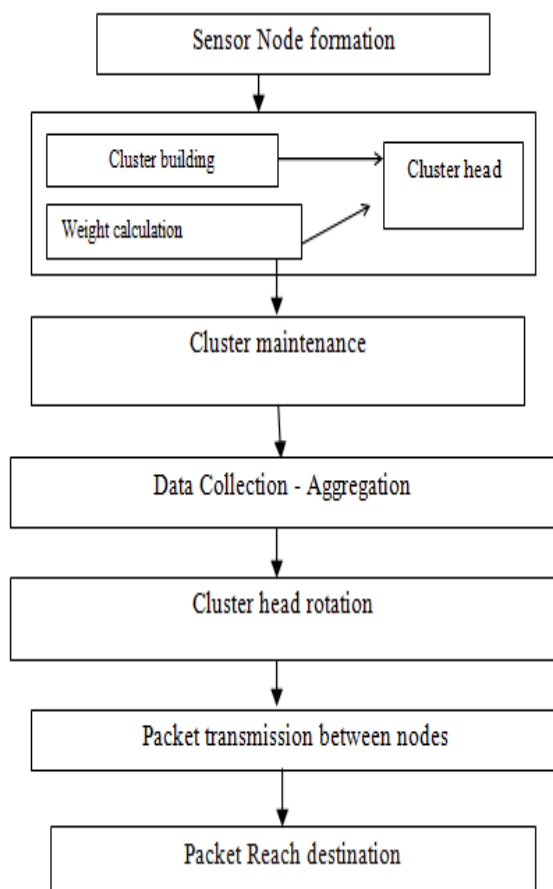 Sensor Node formation
Cluster building
Cluster head
Weight calculation
Cluster maintenance
Data Collection - Aggregation
Cluster head rotation
Packet transmission between nodes
Packet Reach destination